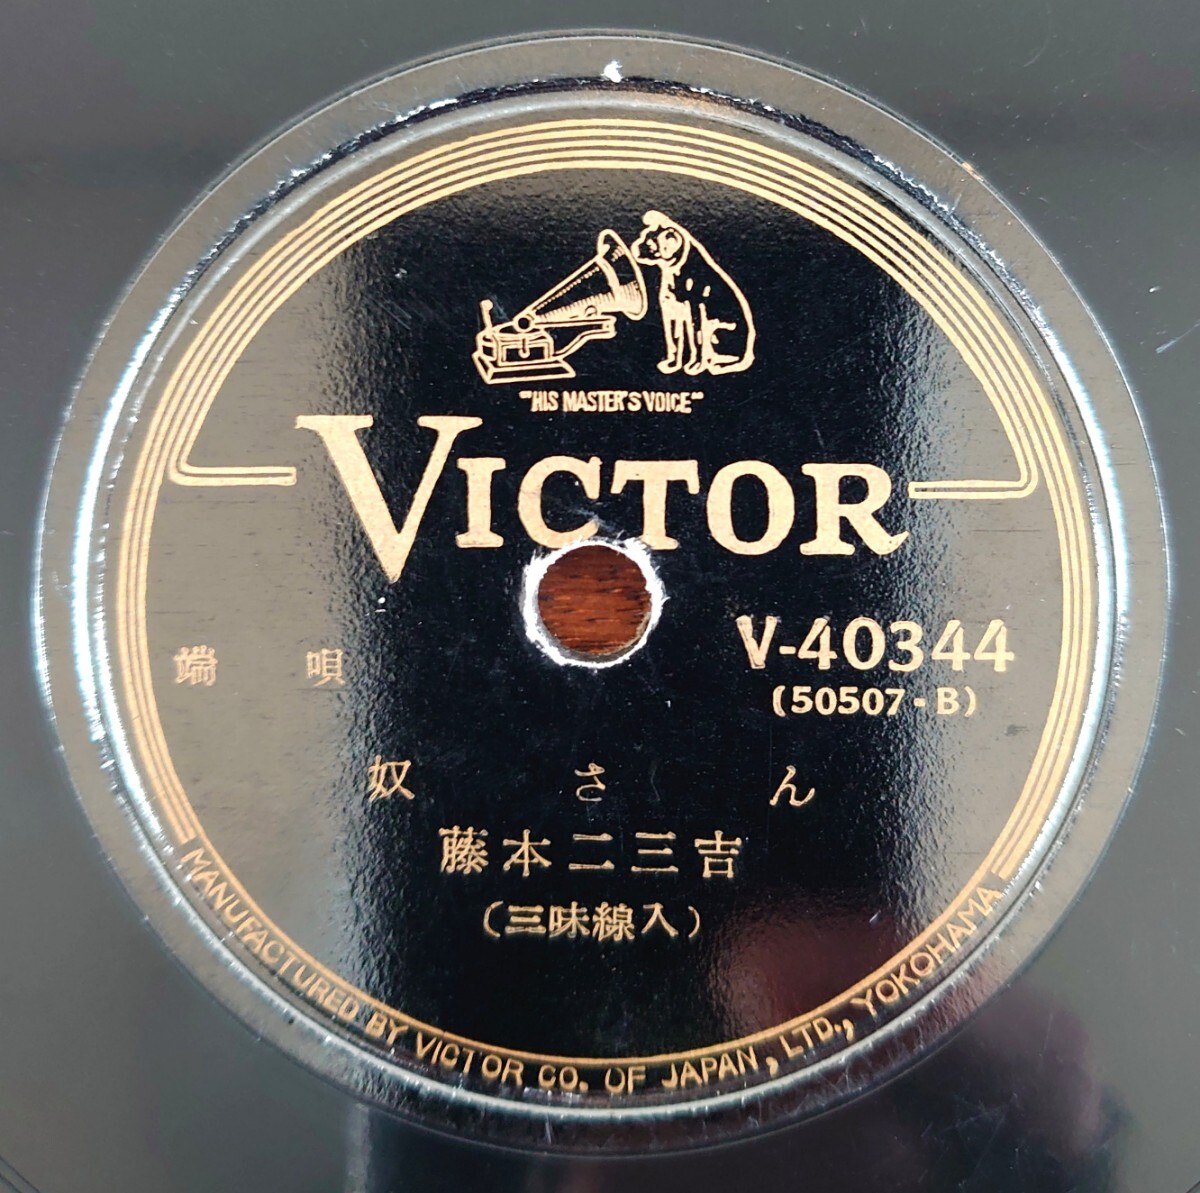 "HIS MASTER'S VOICE"
VICTOR
V-40344
(50507-B)
端唄
奴さん
藤本二三吉
(三味線入)
MANUFACTURED BY VICTOR CO. OF JAPAN, LTD., YOKOHAMA